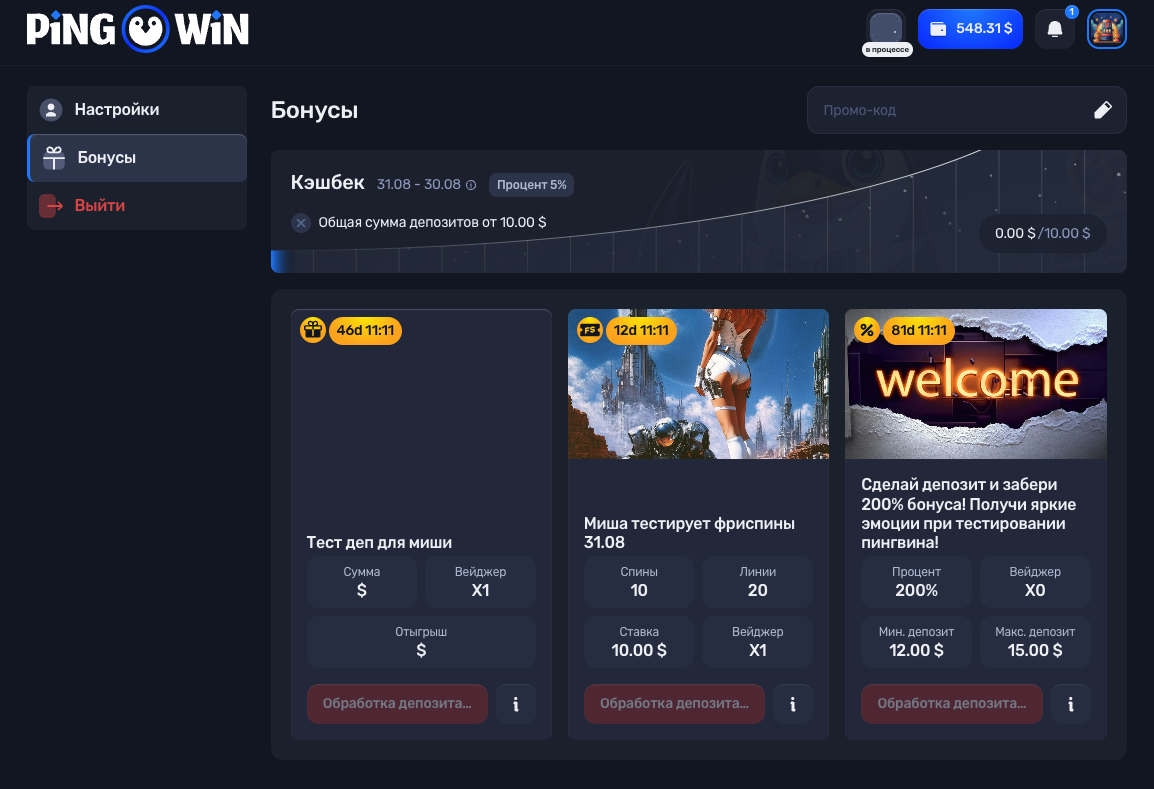 PiNG WiN
в процессе
548.31 $
1
Настройки
Бонусы
Выйти
Бонусы
Промо-код
Кэшбек 31.08 - 30.08 Процент 5%
Общая сумма депозитов от 10.00 $
0.00 $/10.00 $
46d 11:11
Тест деп для миши
Сумма
$
Вейджер
X1
Отыгрыш
$
Обработка депозита...
i
FS
12d 11:11
Миша тестирует фриспины
31.08
Спины
10
Линии
20
Ставка
10.00 $
Вейджер
X1
Обработка депозита...
i
%
81d 11:11
welcome
Сделай депозит и забери
200% бонуса! Получи яркие
эмоции при тестировании
пингвина!
Процент
200%
Вейджер
X0
Мин. депозит
12.00 $
Макс. депозит
15.00 $
Обработка депозита...
i